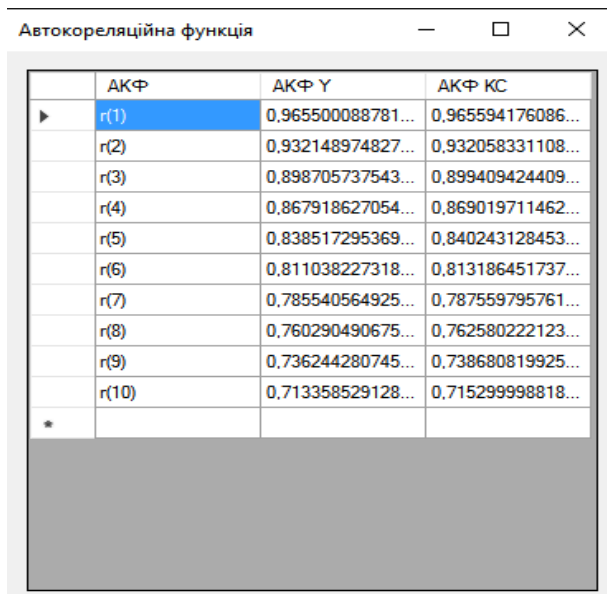 Автокореляційна функція
АКФ АКФ Y АКФ КС
r(1) 0,965500088781... 0,965594176086...
r(2) 0,932148974827... 0,932058331108...
r(3) 0,898705737543... 0,899409424409...
r(4) 0,867918627054... 0,869019711462...
r(5) 0,838517295369... 0,840243128453...
r(6) 0,811038227318... 0,813186451737...
r(7) 0,785540564925... 0,787559795761...
r(8) 0,760290490675... 0,762580222123...
r(9) 0,736244280745... 0,738680819925...
r(10) 0,713358529128... 0,715299998818...